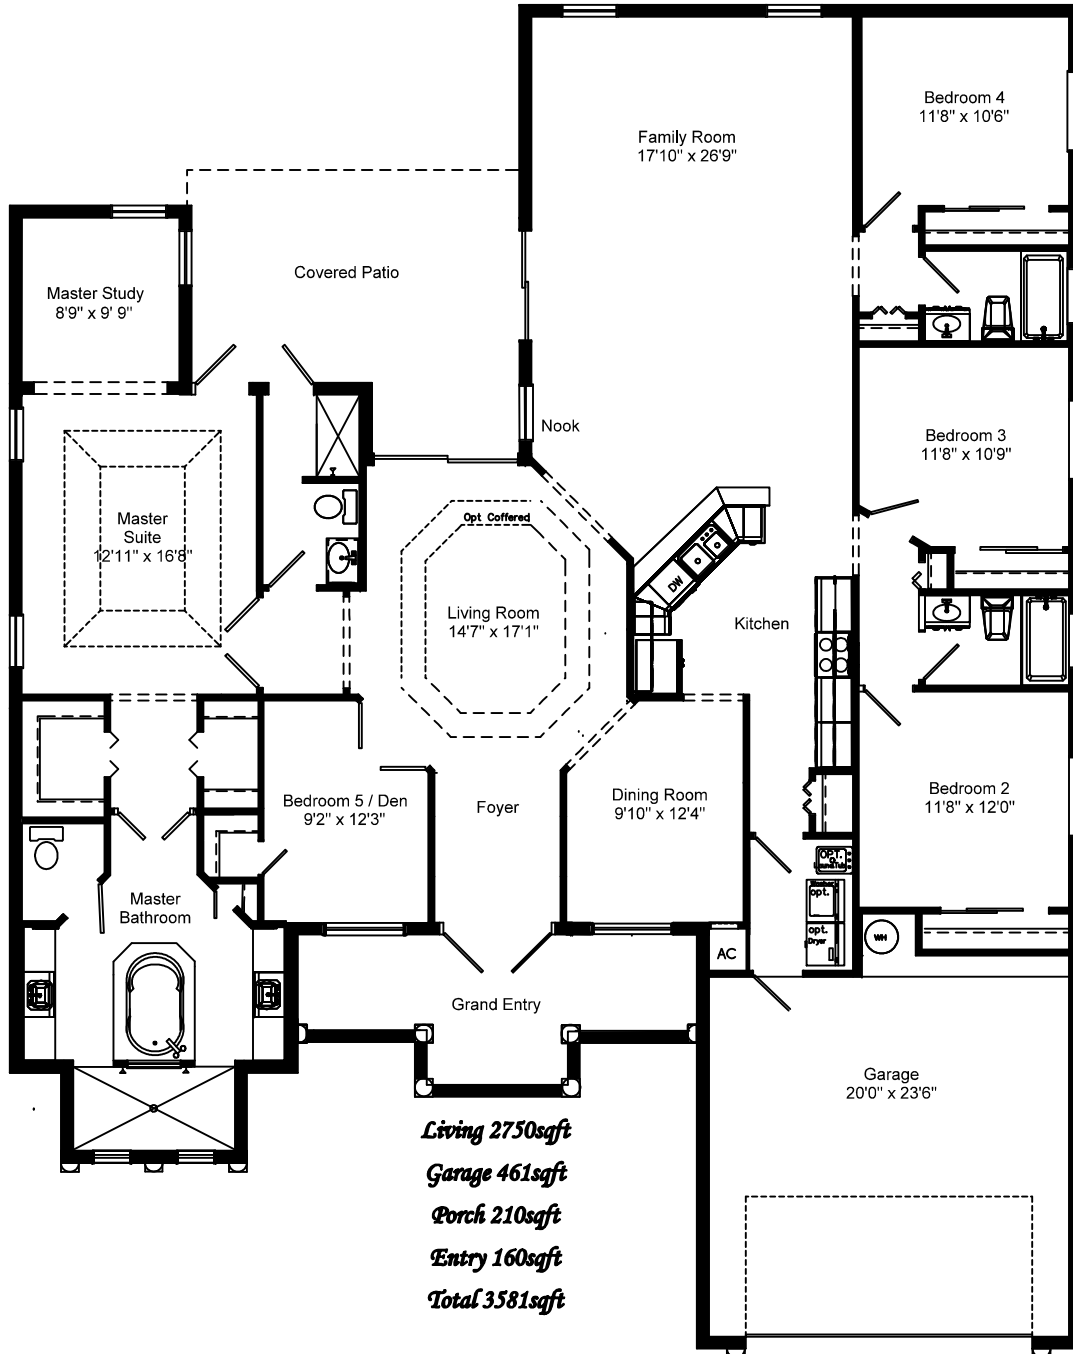 Bedroom 4
11'8" x 10'6"
Family Room
17'10" x 26'9"
Covered Patio
Master Study
8'9" x 9' 9"
Nook
Bedroom 3
11'8" x 10'9"
Master
Suite
12'11" x 16'8"
Opt Coffered
DW
Living Room
14'7" x 17'1"
Kitchen
Bedroom 2
11'8" x 12'0"
Bedroom 5 / Den
9'2" x 12'3"
Foyer
Dining Room
9'10" x 12'4"
OPT.
opt.
opt.
Dryer
Master
Bathroom
WH
AC
Grand Entry
Garage
20'0" x 23'6"
Living 2750sqft
Garage 461sqft
Porch 210sqft
Entry 160sqft
Total 3581sqft